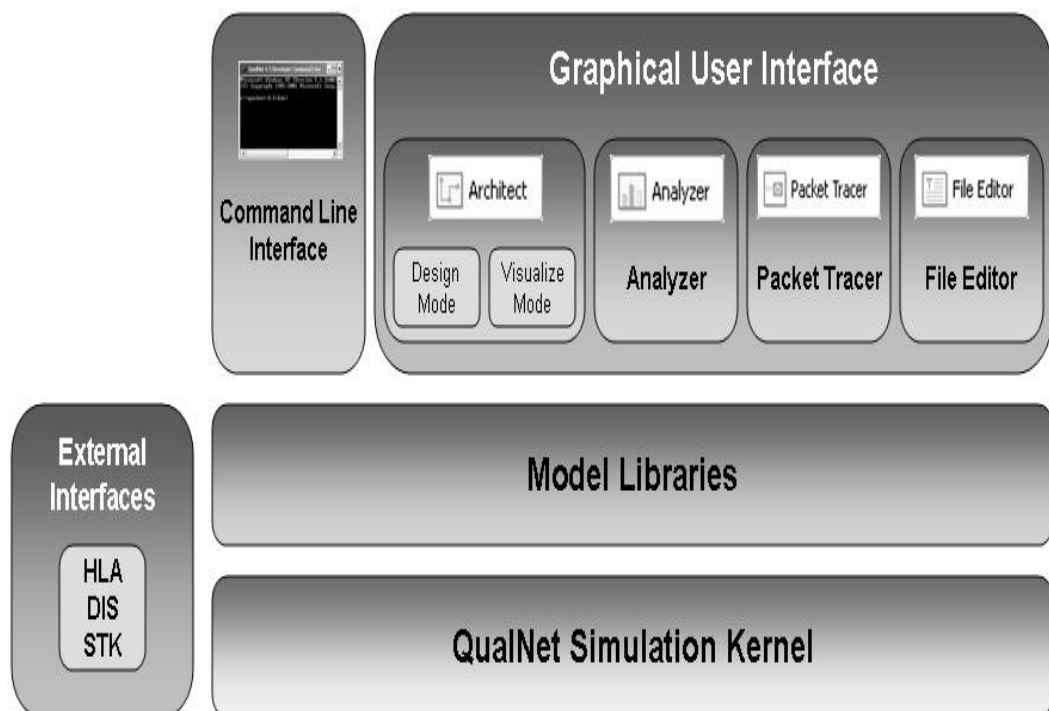 Graphical User Interface
Command Line
Interface
Architect
Design
Mode
Visualize
Mode
Analyzer
Analyzer
Packet Tracer
Packet Tracer
File Editor
File Editor
External
Interfaces
HLA
DIS
STK
Model Libraries
QualNet Simulation Kernel